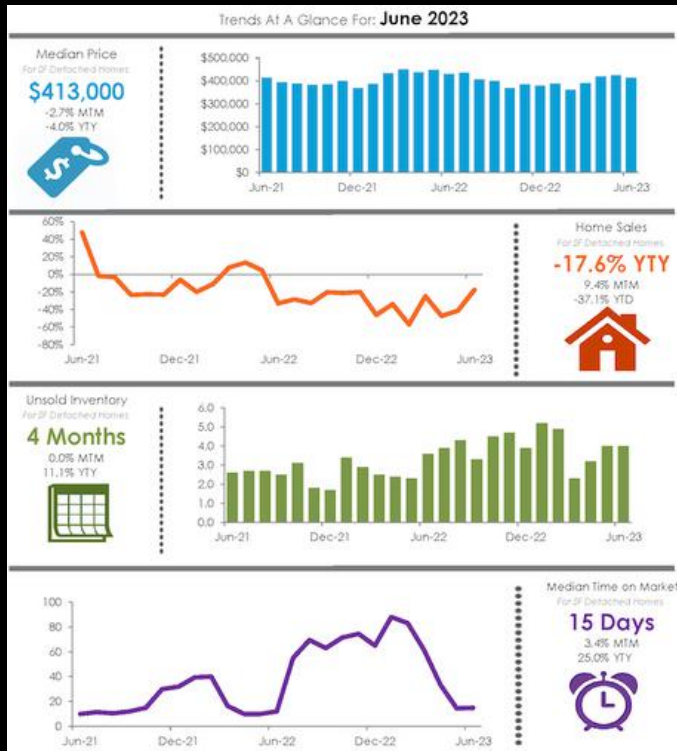 Trends At A Glance For: June 2023
Median Price
For SF Detached Homes
$413,000
-2.7% MTM
-4.0% YTY
$
$500,000
$400,000
$300,000
$200,000
$100,000
$0
Jun-21 Dec-21 Jun-22 Dec-22 Jun-23
60%
40%
20%
0%
-20%
-40%
-60%
-80%
Jun-21 Dec-21 Jun-22 Dec-22 Jun-23
Home Sales
For SF Detached Homes
-17.6% YTY
9.4% MTM
-37.1% YTD
Unsold Inventory
For SF Detached Homes
4 Months
0.0% MTM
11.1% YTY
6.0
5.0
4.0
3.0
2.0
1.0
0.0
Jun-21 Dec-21 Jun-22 Dec-22 Jun-23
100
80
60
40
20
0
Jun-21 Dec-21 Jun-22 Dec-22 Jun-23
Median Time on Market
For SF Detached Homes
15 Days
3.4% MTM
25.0% YTY